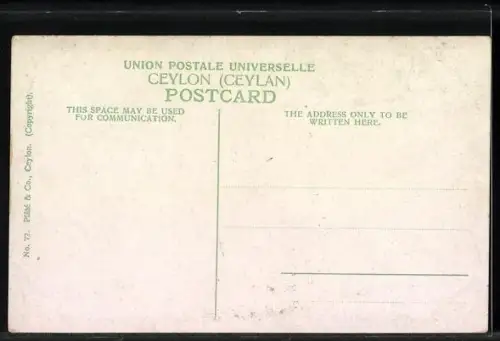 UNION POSTALE UNIVERSELLE
CEYLON (CEYLAN)
POSTCARD
THIS SPACE MAY BE USED
FOR COMMUNICATION.
THE ADDRESS ONLY TO BE
WRITTEN HERE.
No. 77. Plâté & Co., Ceylon. (Copyright).